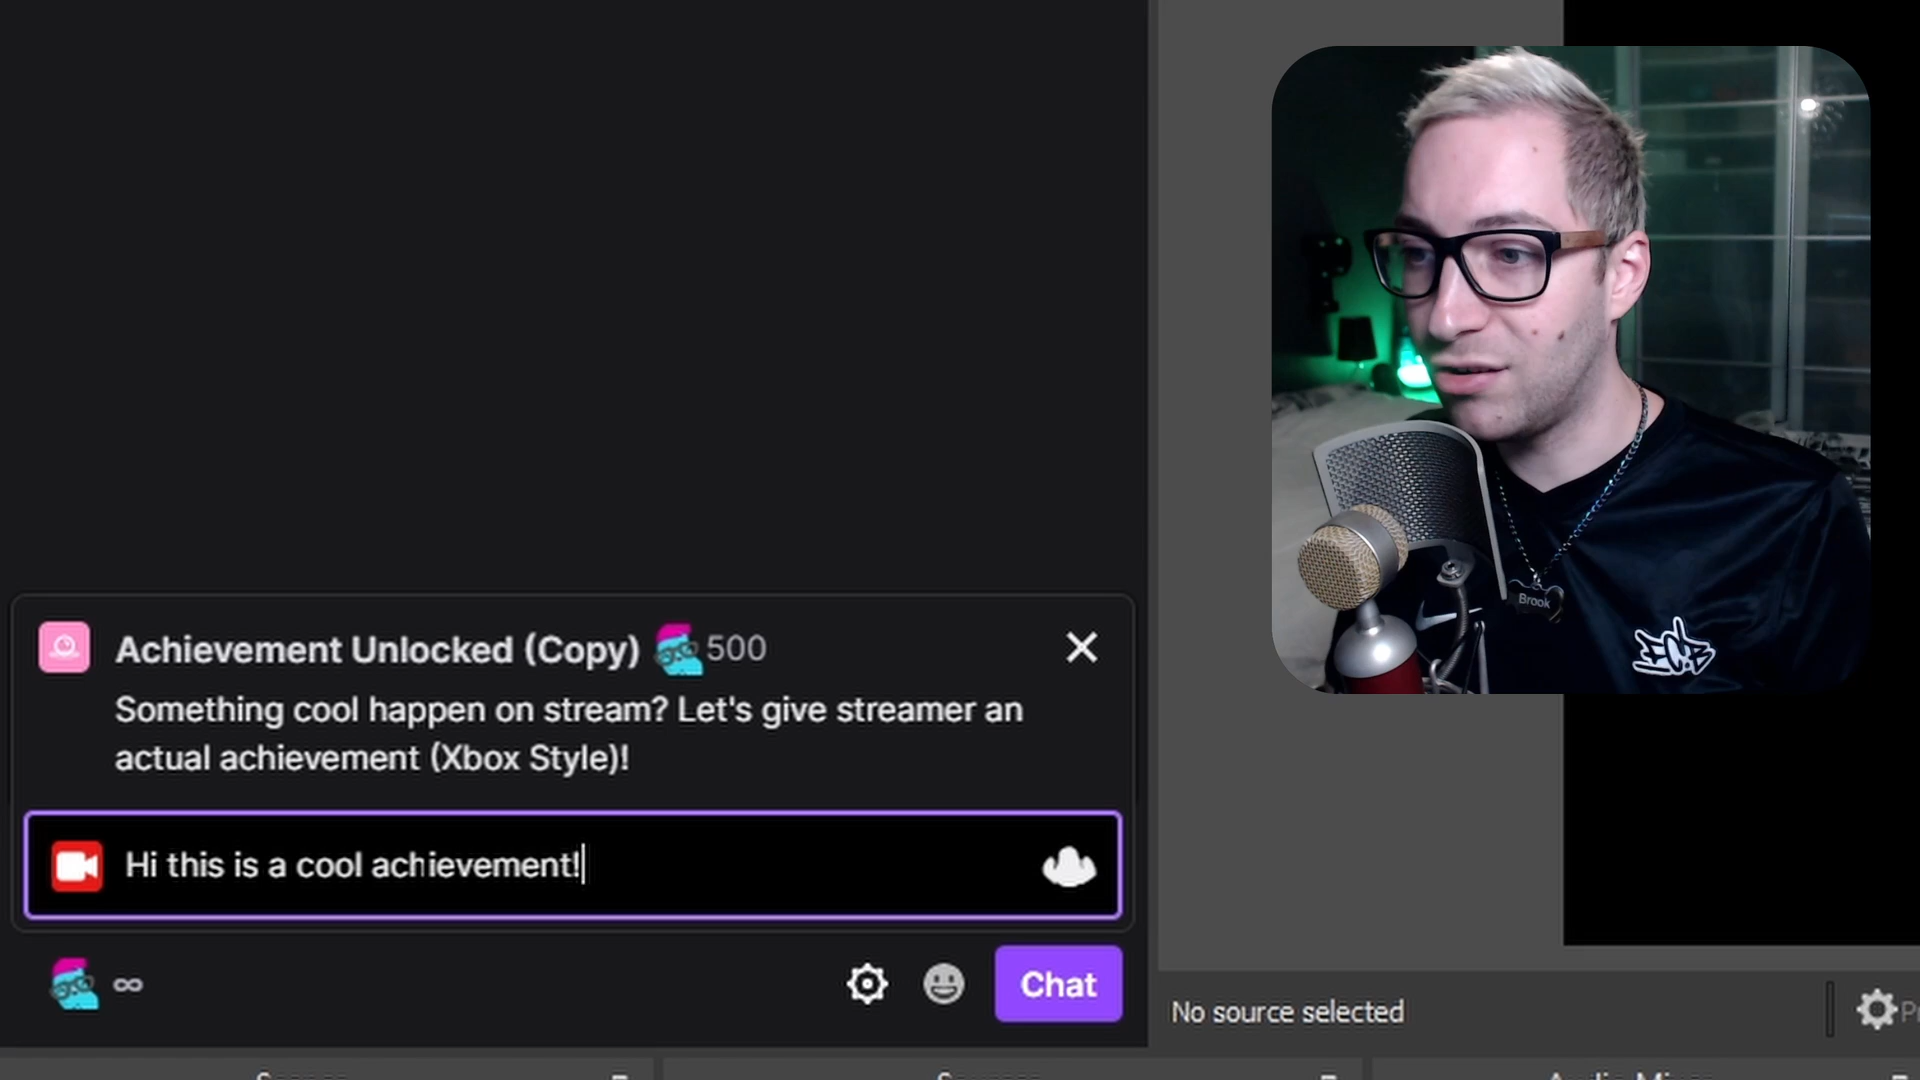 Achievement Unlocked (Copy) 500
Something cool happen on stream? Let's give streamer an
actual achievement (Xbox Style)!
Hi this is a cool achievement!
∞
Chat
No source selected
Brook